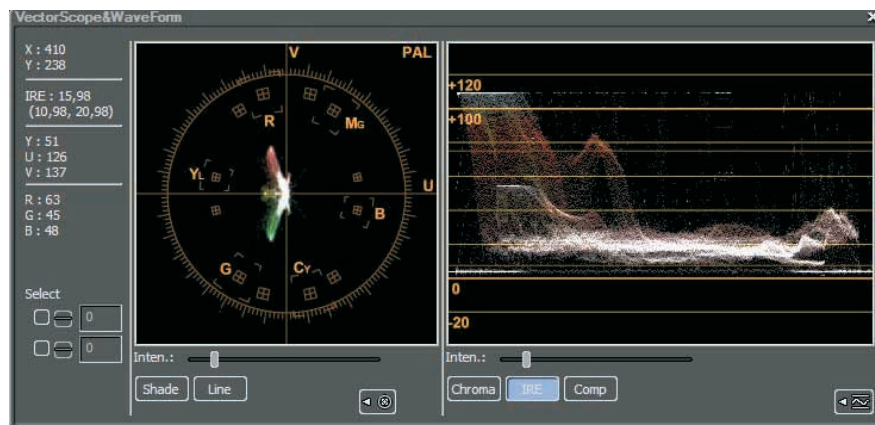 VectorScope&WaveForm
X : 410
Y : 238
IRE : 15,98
(10,98, 20,98)
Y : 51
U : 126
V : 137
R : 63
G : 45
B : 48
Select
0
0
V
PAL
R
MG
YL
U
B
G
CY
Inten.:
Shade
Line
+120
+100
0
-20
Inten.:
Chroma
IRE
Comp